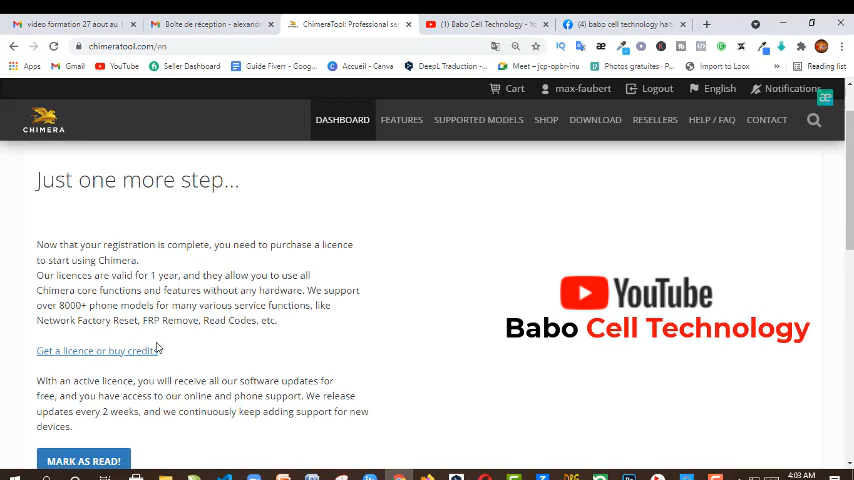 video formation 27 aout au 1
Boîte de réception - alexandr
ChimeraTool: Professional se
(1) Babo Cell Technology - Yo
(4) babo cell technology haiti
chimeratool.com/en
Apps
Gmail
YouTube
Seller Dashboard
Guide Fiverr - Goog...
Accueil - Canva
DeepL Traduction -...
Meet – jcp-opbr-inu
Photos gratuites - P...
Import to Loox
Reading list
Cart
max-faubert
Logout
English
Notifications
CHIMERA
DASHBOARD
FEATURES
SUPPORTED MODELS
SHOP
DOWNLOAD
RESELLERS
HELP / FAQ
CONTACT
Just one more step...
Now that your registration is complete, you need to purchase a licence
to start using Chimera.
Our licences are valid for 1 year, and they allow you to use all
Chimera core functions and features without any hardware. We support
over 8000+ phone models for many various service functions, like
Network Factory Reset, FRP Remove, Read Codes, etc.
Get a licence or buy credits
With an active licence, you will receive all our software updates for
free, and you have access to our online and phone support. We release
updates every 2 weeks, and we continuously keep adding support for new
devices.
MARK AS READ!
YouTube
Babo Cell Technology
4:03 AM